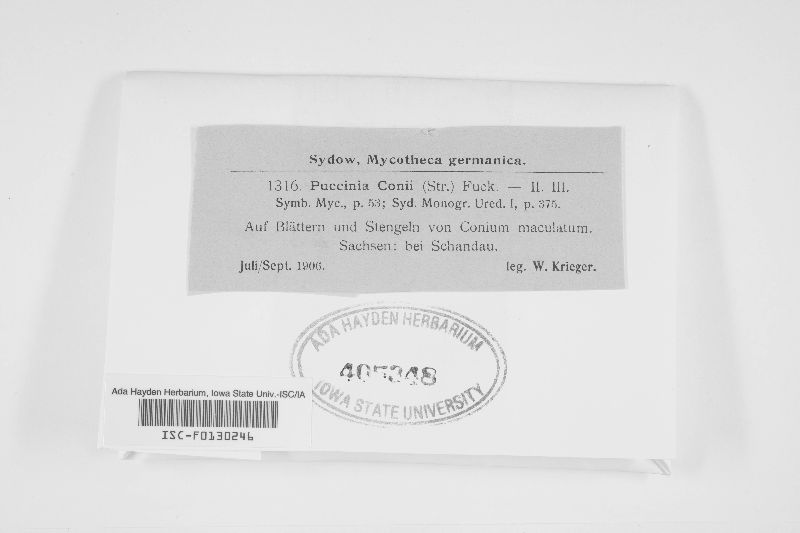 Sydow, Mycotheca germanica.
1316. Puccinia Conii (Str.) Fuck. — II. III.
Symb. Myc., p. 53; Syd. Monogr. Ured. I, p. 375.
Auf Blättern und Stengeln von Conium maculatum.
Sachsen: bei Schandau.
Juli/Sept. 1906. leg. W. Krieger.
ADA HAYDEN HERBARIUM
405348
IOWA STATE UNIVERSITY
Ada Hayden Herbarium, Iowa State Univ.-ISC/IA
ISC-F0130246